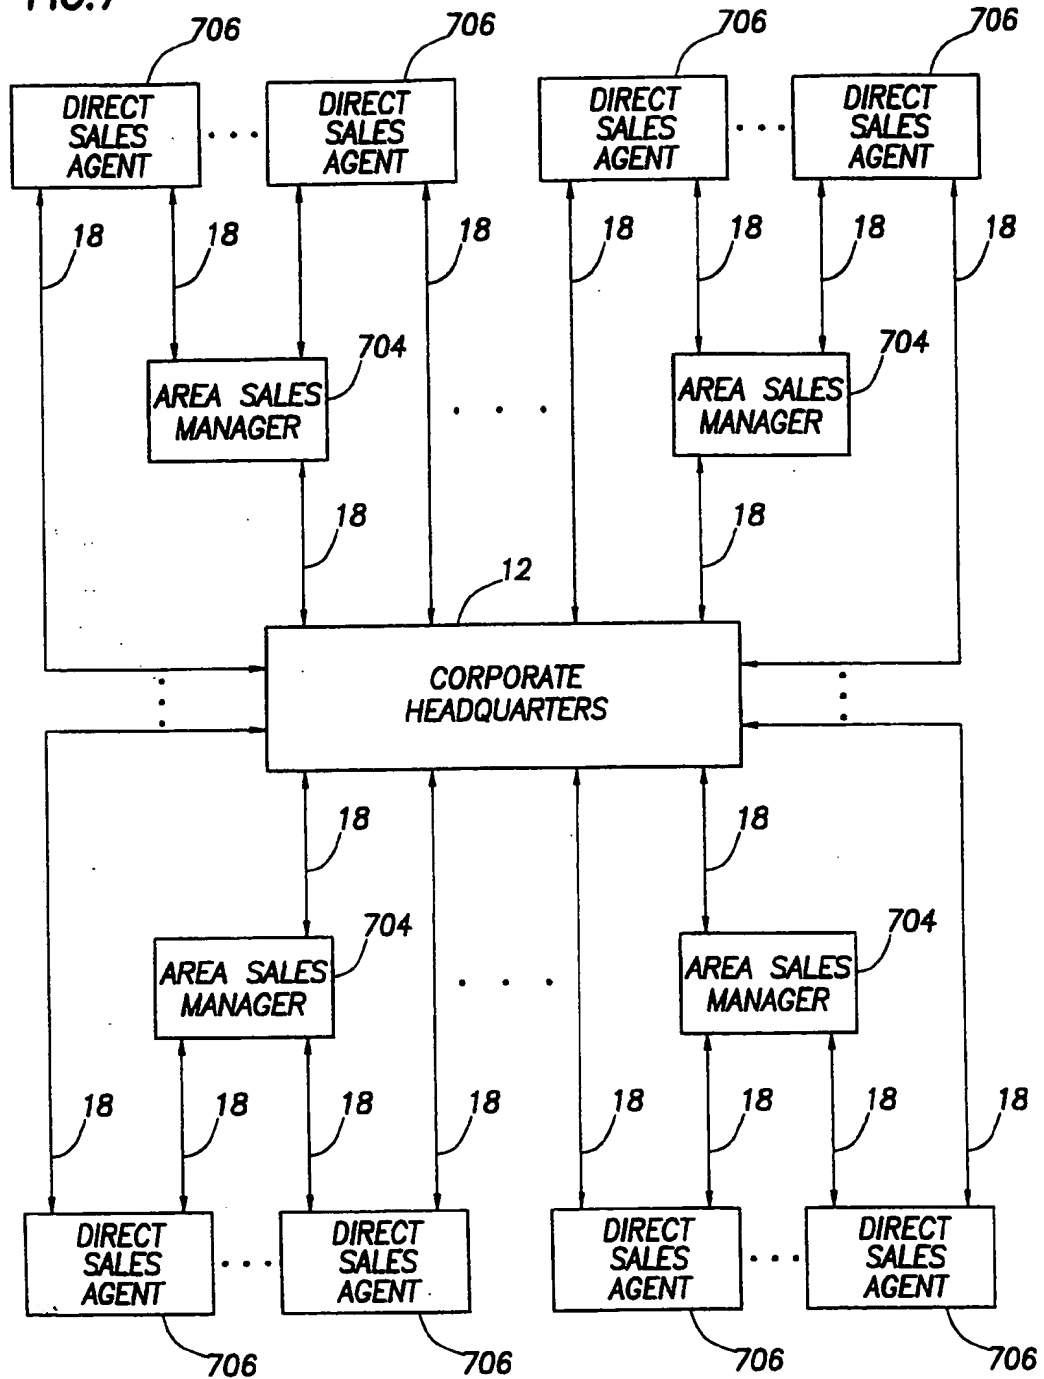 FIG.7
706 706 706 706
DIRECT SALES AGENT
. . .
DIRECT SALES AGENT
DIRECT SALES AGENT
. . .
DIRECT SALES AGENT
18 18 18 18 18 18 18
704 704
AREA SALES MANAGER
. . .
AREA SALES MANAGER
18 18
12
CORPORATE
HEADQUARTERS
18 18
704 704
AREA SALES MANAGER
. . .
AREA SALES MANAGER
18 18 18 18 18 18 18 18
DIRECT SALES AGENT
. . .
DIRECT SALES AGENT
DIRECT SALES AGENT
. . .
DIRECT SALES AGENT
706 706 706 706